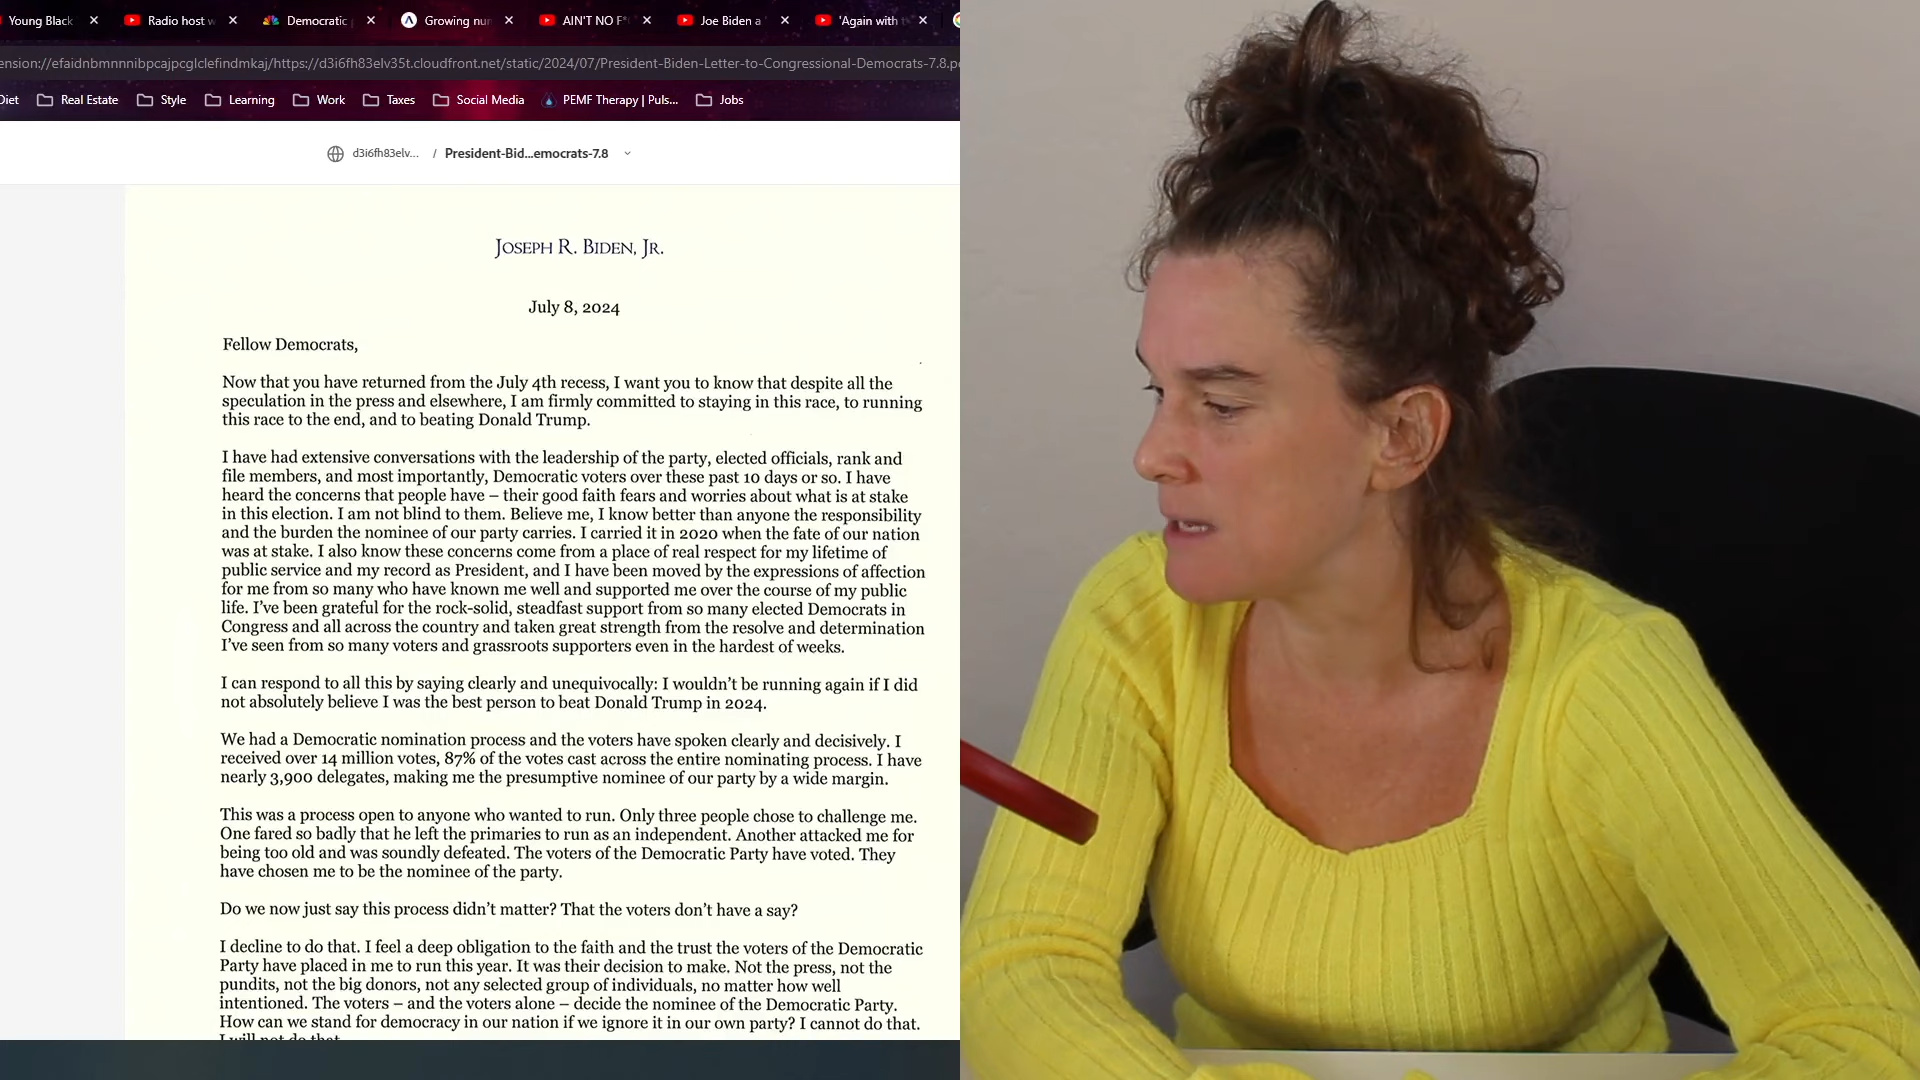 Young Black
Radio host w
Democratic
Growing nu
AIN'T NO F
Joe Biden a
'Again with
ension://efaidnbmnnnibpcajpcglclefindmkaj/https://d3i6fh83elv35t.cloudfront.net/static/2024/07/President-Biden-Letter-to-Congressional-Democrats-7.8.p
Diet
Real Estate
Style
Learning
Work
Taxes
Social Media
PEMF Therapy | Puls...
Jobs
d3i6fh83elv... / President-Bid...emocrats-7.8
JOSEPH R. BIDEN, JR.
July 8, 2024
Fellow Democrats,
Now that you have returned from the July 4th recess, I want you to know that despite all the
speculation in the press and elsewhere, I am firmly committed to staying in this race, to running
this race to the end, and to beating Donald Trump.
I have had extensive conversations with the leadership of the party, elected officials, rank and
file members, and most importantly, Democratic voters over these past 10 days or so. I have
heard the concerns that people have – their good faith fears and worries about what is at stake
in this election. I am not blind to them. Believe me, I know better than anyone the responsibility
and the burden the nominee of our party carries. I carried it in 2020 when the fate of our nation
was at stake. I also know these concerns come from a place of real respect for my lifetime of
public service and my record as President, and I have been moved by the expressions of affection
for me from so many who have known me well and supported me over the course of my public
life. I've been grateful for the rock-solid, steadfast support from so many elected Democrats in
Congress and all across the country and taken great strength from the resolve and determination
I've seen from so many voters and grassroots supporters even in the hardest of weeks.
I can respond to all this by saying clearly and unequivocally: I wouldn't be running again if I did
not absolutely believe I was the best person to beat Donald Trump in 2024.
We had a Democratic nomination process and the voters have spoken clearly and decisively. I
received over 14 million votes, 87% of the votes cast across the entire nominating process. I have
nearly 3,900 delegates, making me the presumptive nominee of our party by a wide margin.
This was a process open to anyone who wanted to run. Only three people chose to challenge me.
One fared so badly that he left the primaries to run as an independent. Another attacked me for
being too old and was soundly defeated. The voters of the Democratic Party have voted. They
have chosen me to be the nominee of the party.
Do we now just say this process didn't matter? That the voters don't have a say?
I decline to do that. I feel a deep obligation to the faith and the trust the voters of the Democratic
Party have placed in me to run this year. It was their decision to make. Not the press, not the
pundits, not the big donors, not any selected group of individuals, no matter how well
intentioned. The voters – and the voters alone – decide the nominee of the Democratic Party.
How can we stand for democracy in our nation if we ignore it in our own party? I cannot do that.
I will not do that.